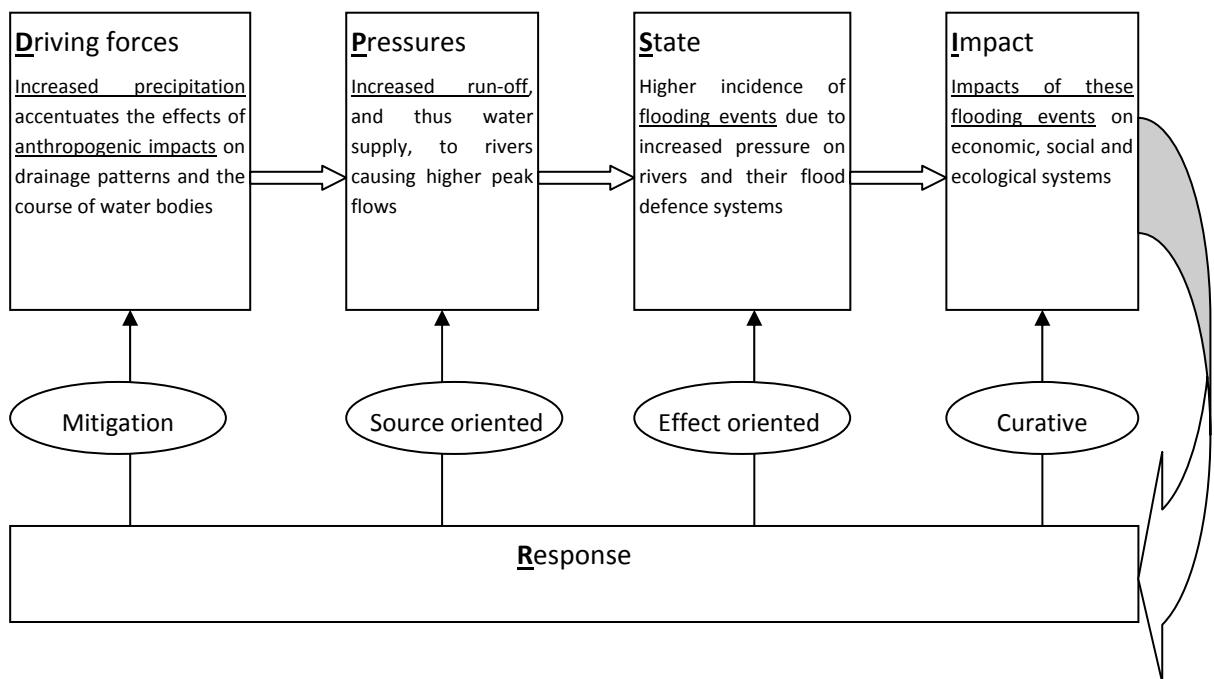 Driving forces
Increased precipitation
accentuates the effects of
anthropogenic impacts on
drainage patterns and the
course of water bodies
Pressures
Increased run-off,
and thus water
supply, to rivers
causing higher peak
flows
State
Higher incidence of
flooding events due to
increased pressure on
rivers and their flood
defence systems
Impact
Impacts of these
flooding events on
economic, social and
ecological systems
Mitigation
Source oriented
Effect oriented
Curative
Response